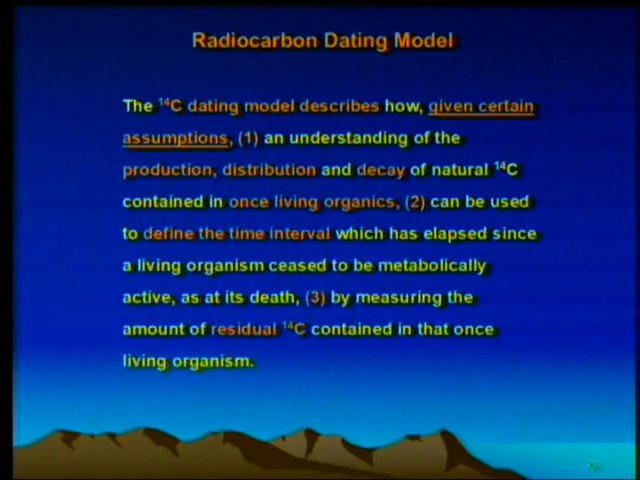 Radiocarbon Dating Model
The ¹⁴C dating model describes how, given certain
assumptions, (1) an understanding of the
production, distribution and decay of natural ¹⁴C
contained in once living organics, (2) can be used
to define the time interval which has elapsed since
a living organism ceased to be metabolically
active, as at its death, (3) by measuring the
amount of residual ¹⁴C contained in that once
living organism.